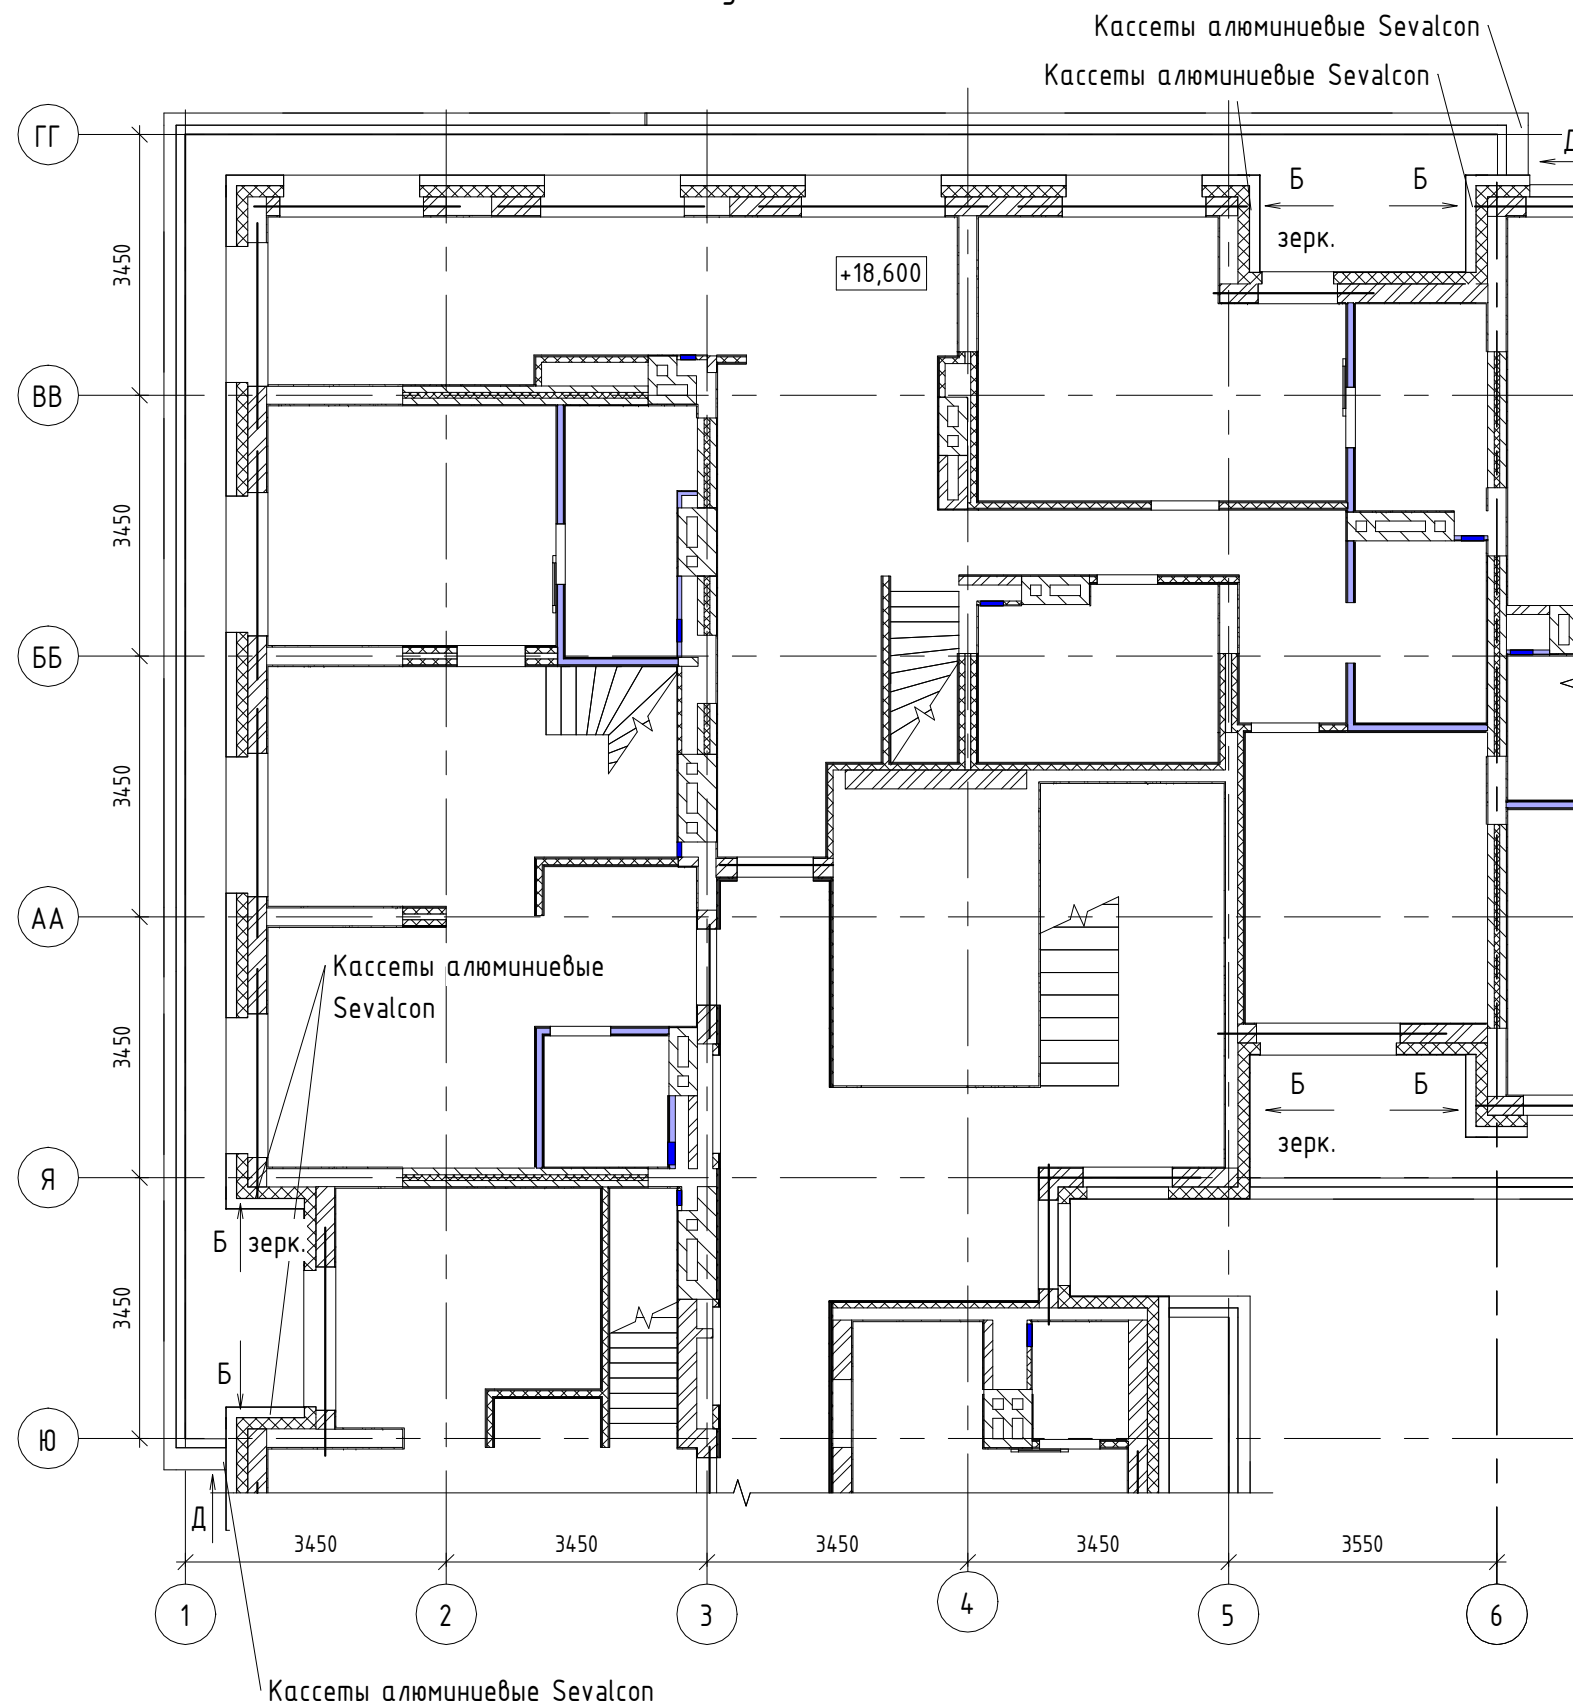 Кассеты алюминиевые Sevalcon
Кассеты алюминиевые Sevalcon
ГГ
Д
Б
Б
зерк.
3450
+18,600
ВВ
3450
ББ
3450
АА
Кассеты алюминиевые
Sevalcon
3450
Б
Б
зерк.
Я
Б
зерк.
3450
Б
Ю
Д
3450
3450
3450
3450
3550
1
2
3
4
5
6
Кассеты алюминиевые Sevalcon